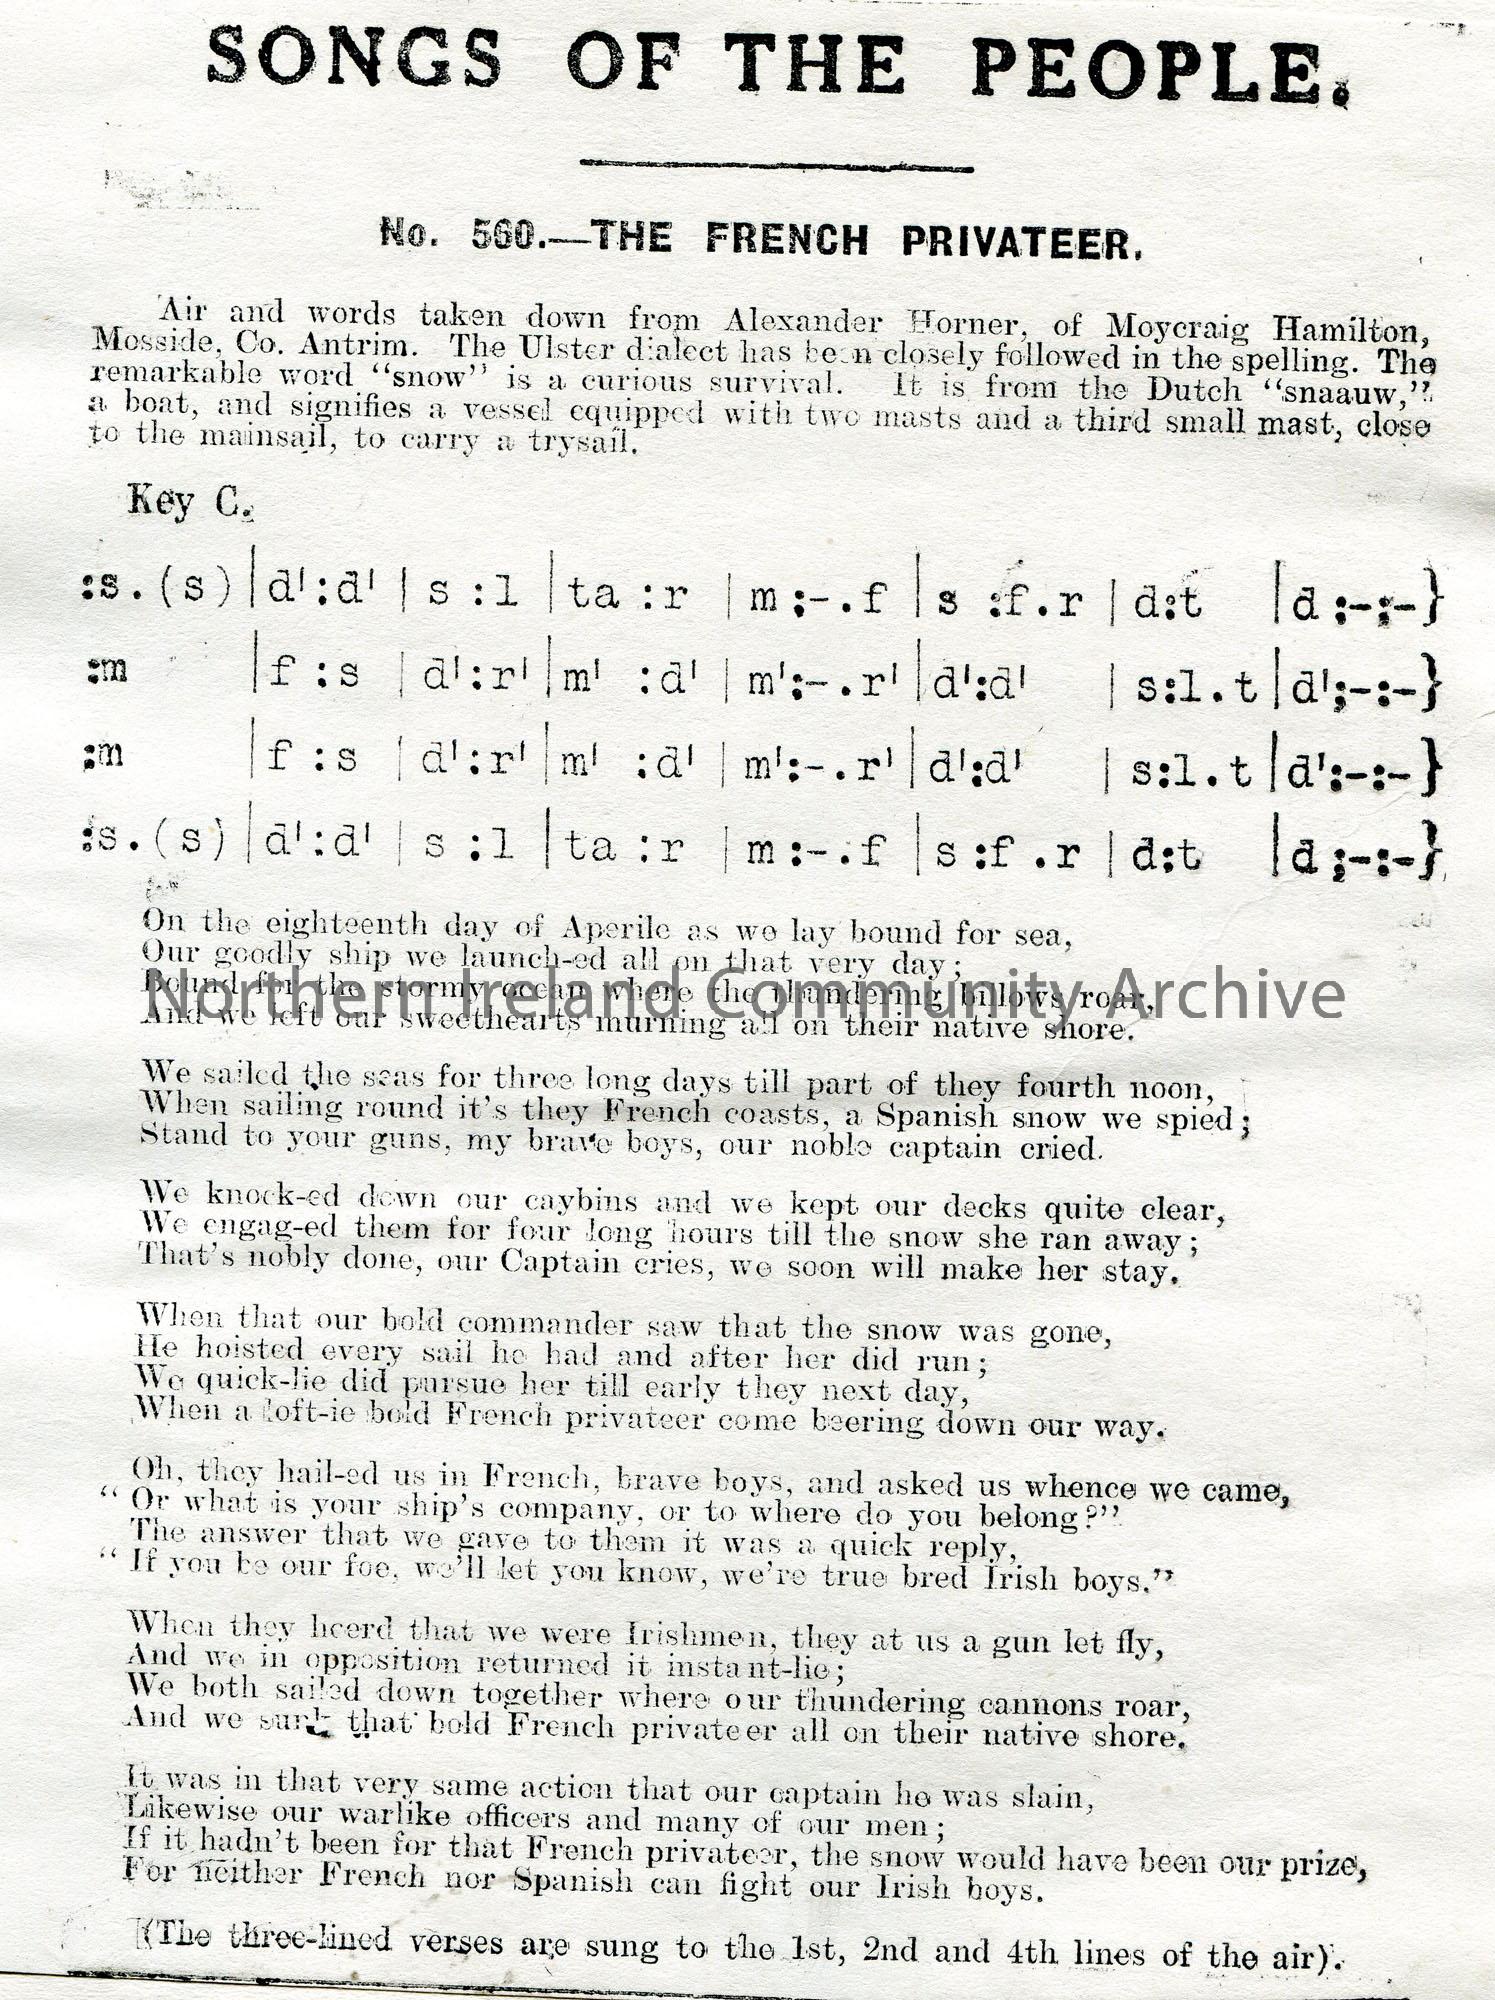 SONGS OF THE PEOPLE.
No. 560.—THE FRENCH PRIVATEER.
Air and words taken down from Alexander Horner, of Moycraig Hamilton,
Mosside, Co. Antrim. The Ulster dialect has been closely followed in the spelling. The
remarkable word "snow" is a curious survival. It is from the Dutch "snaauw,"
a boat, and signifies a vessel equipped with two masts and a third small mast, close
to the mainsail, to carry a trysail.
Key C.
:s.(s)|d':d' | s :l |ta :r | m :-.f |s :f.r | d:t |d :-:-}
:m |f :s | d':r'|m' :d' | m':-.r'|d':d' | s:l.t|d':-:-}
:m |f :s | d':r'|m' :d' | m':-.r'|d':d' | s:l.t|d':-:-}
:s.(s)|d':d' | s :l |ta :r | m :-.f |s :f .r | d:t |d :-:-}
On the eighteenth day of Aperile as we lay bound for sea,
Our goodly ship we launch-ed all on that very day;
Bound for the stormy ocean where the thundering billows roar,
Northern Ireland Community Archive
And we left our sweethearts murning all on their native shore.
We sailed the seas for three long days till part of they fourth noon,
When sailing round it's they French coasts, a Spanish snow we spied;
Stand to your guns, my brave boys, our noble captain cried.
We knock-ed down our caybins and we kept our decks quite clear,
We engag-ed them for four long hours till the snow she ran away;
That's nobly done, our Captain cries, we soon will make her stay.
When that our bold commander saw that the snow was gone,
He hoisted every sail he had and after her did run;
We quick-lie did pursue her till early they next day,
When a loft-ie bold French privateer come beering down our way.
Oh, they hail-ed us in French, brave boys, and asked us whence we came,
"Or what is your ship's company, or to where do you belong?"
The answer that we gave to them it was a quick reply,
"If you be our foe, we'll let you know, we're true bred Irish boys."
When they heerd that we were Irishmen, they at us a gun let fly,
And we in opposition returned it instant-lie;
We both sailed down together where our thundering cannons roar,
And we sunk that bold French privateer all on their native shore.
It was in that very same action that our captain he was slain,
Likewise our warlike officers and many of our men;
If it hadn't been for that French privateer, the snow would have been our prize,
For neither French nor Spanish can fight our Irish boys.
(The three-lined verses are sung to the 1st, 2nd and 4th lines of the air).